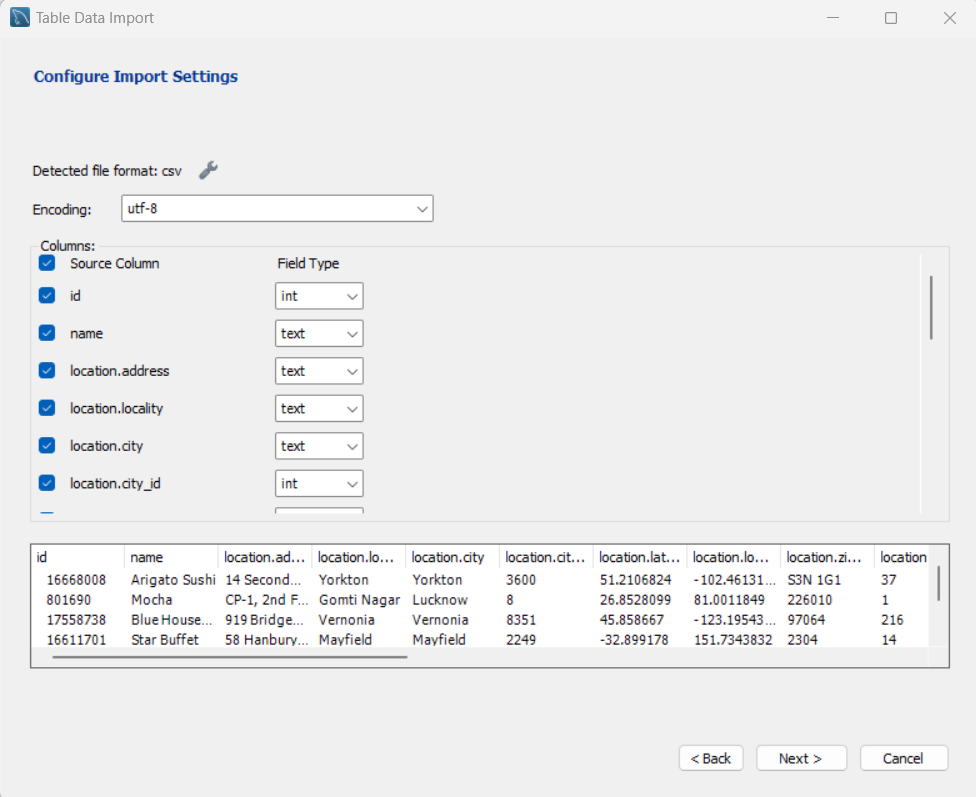 Table Data Import
Configure Import Settings
Detected file format: csv
Encoding: utf-8
Columns:
Source Column Field Type
id int
name text
location.address text
location.locality text
location.city text
location.city_id int
id name location.ad... location.lo... location.city location.cit... location.lat... location.lo... location.zi... location
16668008 Arigato Sushi 14 Second... Yorkton Yorkton 3600 51.2106824 -102.46131... S3N 1G1 37
801690 Mocha CP-1, 2nd F... Gomti Nagar Lucknow 8 26.8528099 81.0011849 226010 1
17558738 Blue House... 919 Bridge... Vernonia Vernonia 8351 45.858667 -123.19543... 97064 216
16611701 Star Buffet 58 Hanbury... Mayfield Mayfield 2249 -32.899178 151.7343832 2304 14
< Back Next > Cancel